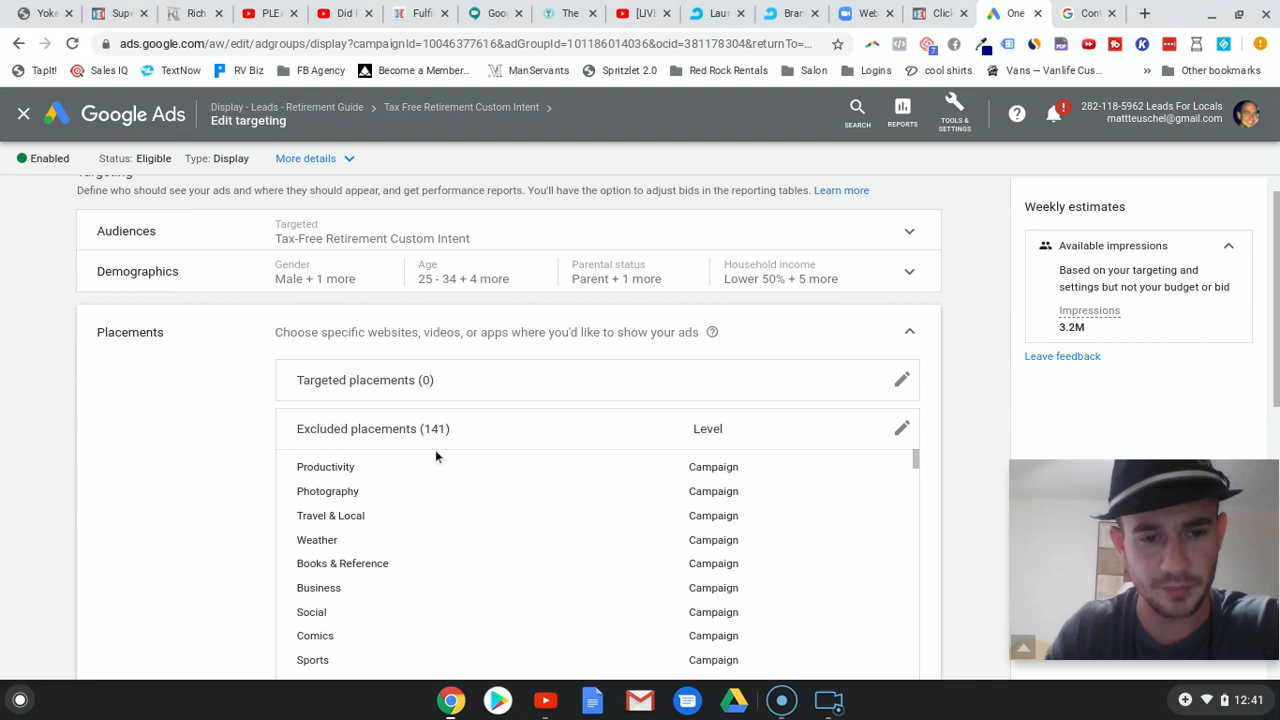 Yoke
Supe
Rich
PLEA
Did I
Fulfi
Goo
The
[LIVE
Laur
Bran
Web
Click
One
Cont
ads.google.com/aw/edit/adgroups/display?campaignId=10046377616&adGroupId=101186014036&ocid=381178304&returnTo=...
TapIt!
Sales IQ
TextNow
RV Biz
FB Agency
Become a Member...
ManServants
Spritzlet 2.0
Red Rock Rentals
Salon
Logins
cool shirts
Vans — Vanlife Cus...
Other bookmarks
Google Ads
Display - Leads - Retirement Guide
Tax Free Retirement Custom Intent
Edit targeting
SEARCH
REPORTS
TOOLS &
SETTINGS
282-118-5962 Leads For Locals
mattteuschel@gmail.com
Enabled
Status: Eligible
Type: Display
More details
Targeting
Define who should see your ads and where they should appear, and get performance reports. You'll have the option to adjust bids in the reporting tables. Learn more
Audiences
Targeted
Tax-Free Retirement Custom Intent
Demographics
Gender
Male + 1 more
Age
25 - 34 + 4 more
Parental status
Parent + 1 more
Household income
Lower 50% + 5 more
Placements
Choose specific websites, videos, or apps where you'd like to show your ads
Targeted placements (0)
Excluded placements (141)
Level
Productivity
Campaign
Photography
Campaign
Travel & Local
Campaign
Weather
Campaign
Books & Reference
Campaign
Business
Campaign
Social
Campaign
Comics
Campaign
Sports
Campaign
Weekly estimates
Available impressions
Based on your targeting and
settings but not your budget or bid
Impressions
3.2M
Leave feedback
12:41